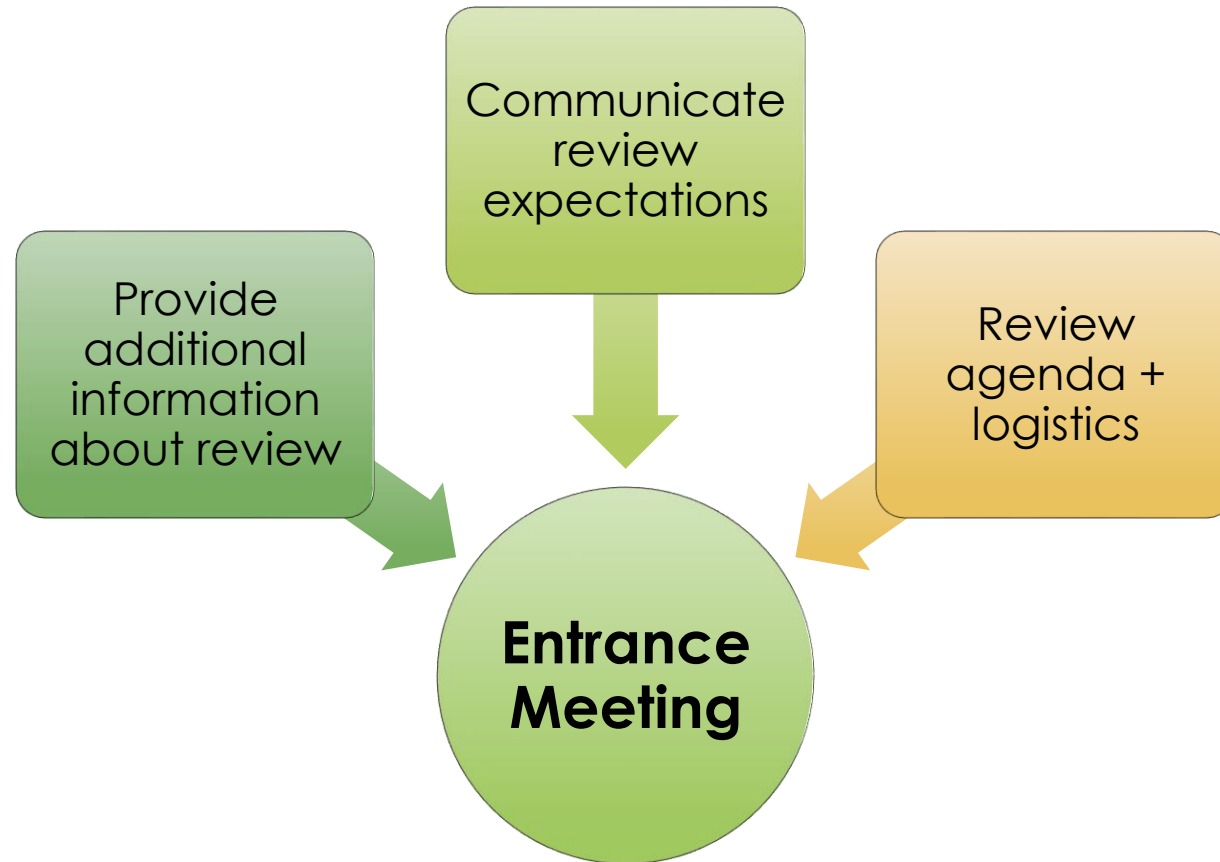 Provide
additional
information
about review
Communicate
review
expectations
Review
agenda +
logistics
Entrance
Meeting